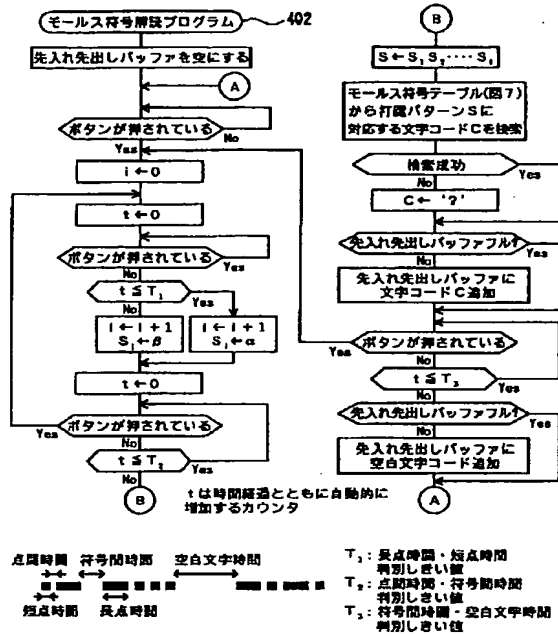 モールス符号解読プログラム
402
先入れ先出しバッファを空にする
A
ボタンが押されている
No
Yes
i←0
t←0
ボタンが押されている
Yes
No
t≦T₁
Yes
No
i←i+1
Sᵢ←β
i←i+1
Sᵢ←α
t←0
ボタンが押されている
Yes
No
t≦T₂
Yes
No
B
tは時間経過とともに自動的に
増加するカウンタ
B
S←S₁S₂‥‥Sᵢ
モールス符号テーブル(図7)
から打鍵パターンSに
対応する文字コードCを検索
検索成功
Yes
No
C←'?'
先入れ先出しバッファフル?
Yes
No
先入れ先出しバッファに
文字コードC追加
ボタンが押されている
Yes
No
t≦T₃
Yes
No
先入れ先出しバッファフル?
Yes
No
先入れ先出しバッファに
空白文字コード追加
A
点間時間
符号間時間
空白文字時間
短点時間
長点時間
T₁:長点時間・短点時間
判別しきい値
T₂:点間時間・符号間時間
判別しきい値
T₃:符号間時間・空白文字時間
判別しきい値